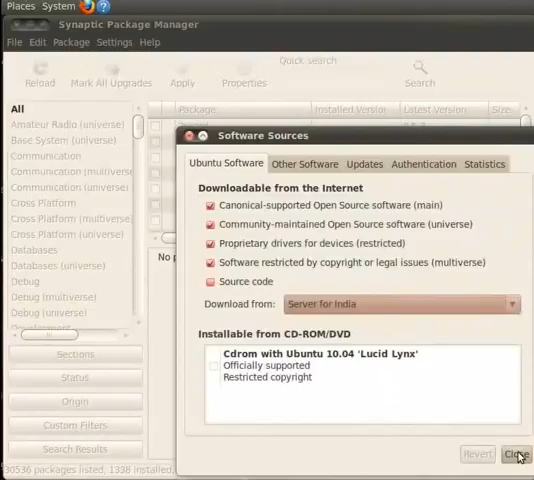 Places System
Synaptic Package Manager
File Edit Package Settings Help
Quick search
Reload Mark All Upgrades Apply Properties Search
All
Package Installed Version Latest Version Size
Amateur Radio (universe)
Base System (universe)
Communication
Communication (multiverse
Communication (universe)
Cross Platform
Cross Platform (multiverse
Cross Platform (universe)
Databases
Databases (universe)
Debug
Debug (multiverse)
Debug (universe)
Sections
Status
Origin
Custom Filters
Search Results
30536 packages listed, 1338 installed,
No p
Software Sources
Ubuntu Software Other Software Updates Authentication Statistics
Downloadable from the Internet
Canonical-supported Open Source software (main)
Community-maintained Open Source software (universe)
Proprietary drivers for devices (restricted)
Software restricted by copyright or legal issues (multiverse)
Source code
Download from: Server for India
Installable from CD-ROM/DVD
Cdrom with Ubuntu 10.04 'Lucid Lynx'
Officially supported
Restricted copyright
Revert Close